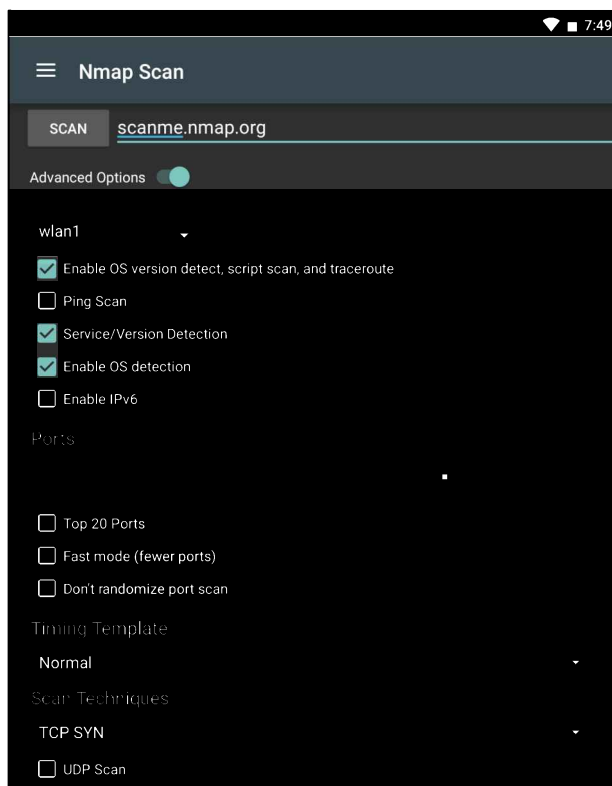 7:49
Nmap Scan
SCAN scanme.nmap.org
Advanced Options
wlan1
Enable OS version detect, script scan, and traceroute
Ping Scan
Service/Version Detection
Enable OS detection
Enable IPv6
Ports
Top 20 Ports
Fast mode (fewer ports)
Don't randomize port scan
Timing Template
Normal
Scan Techniques
TCP SYN
UDP Scan